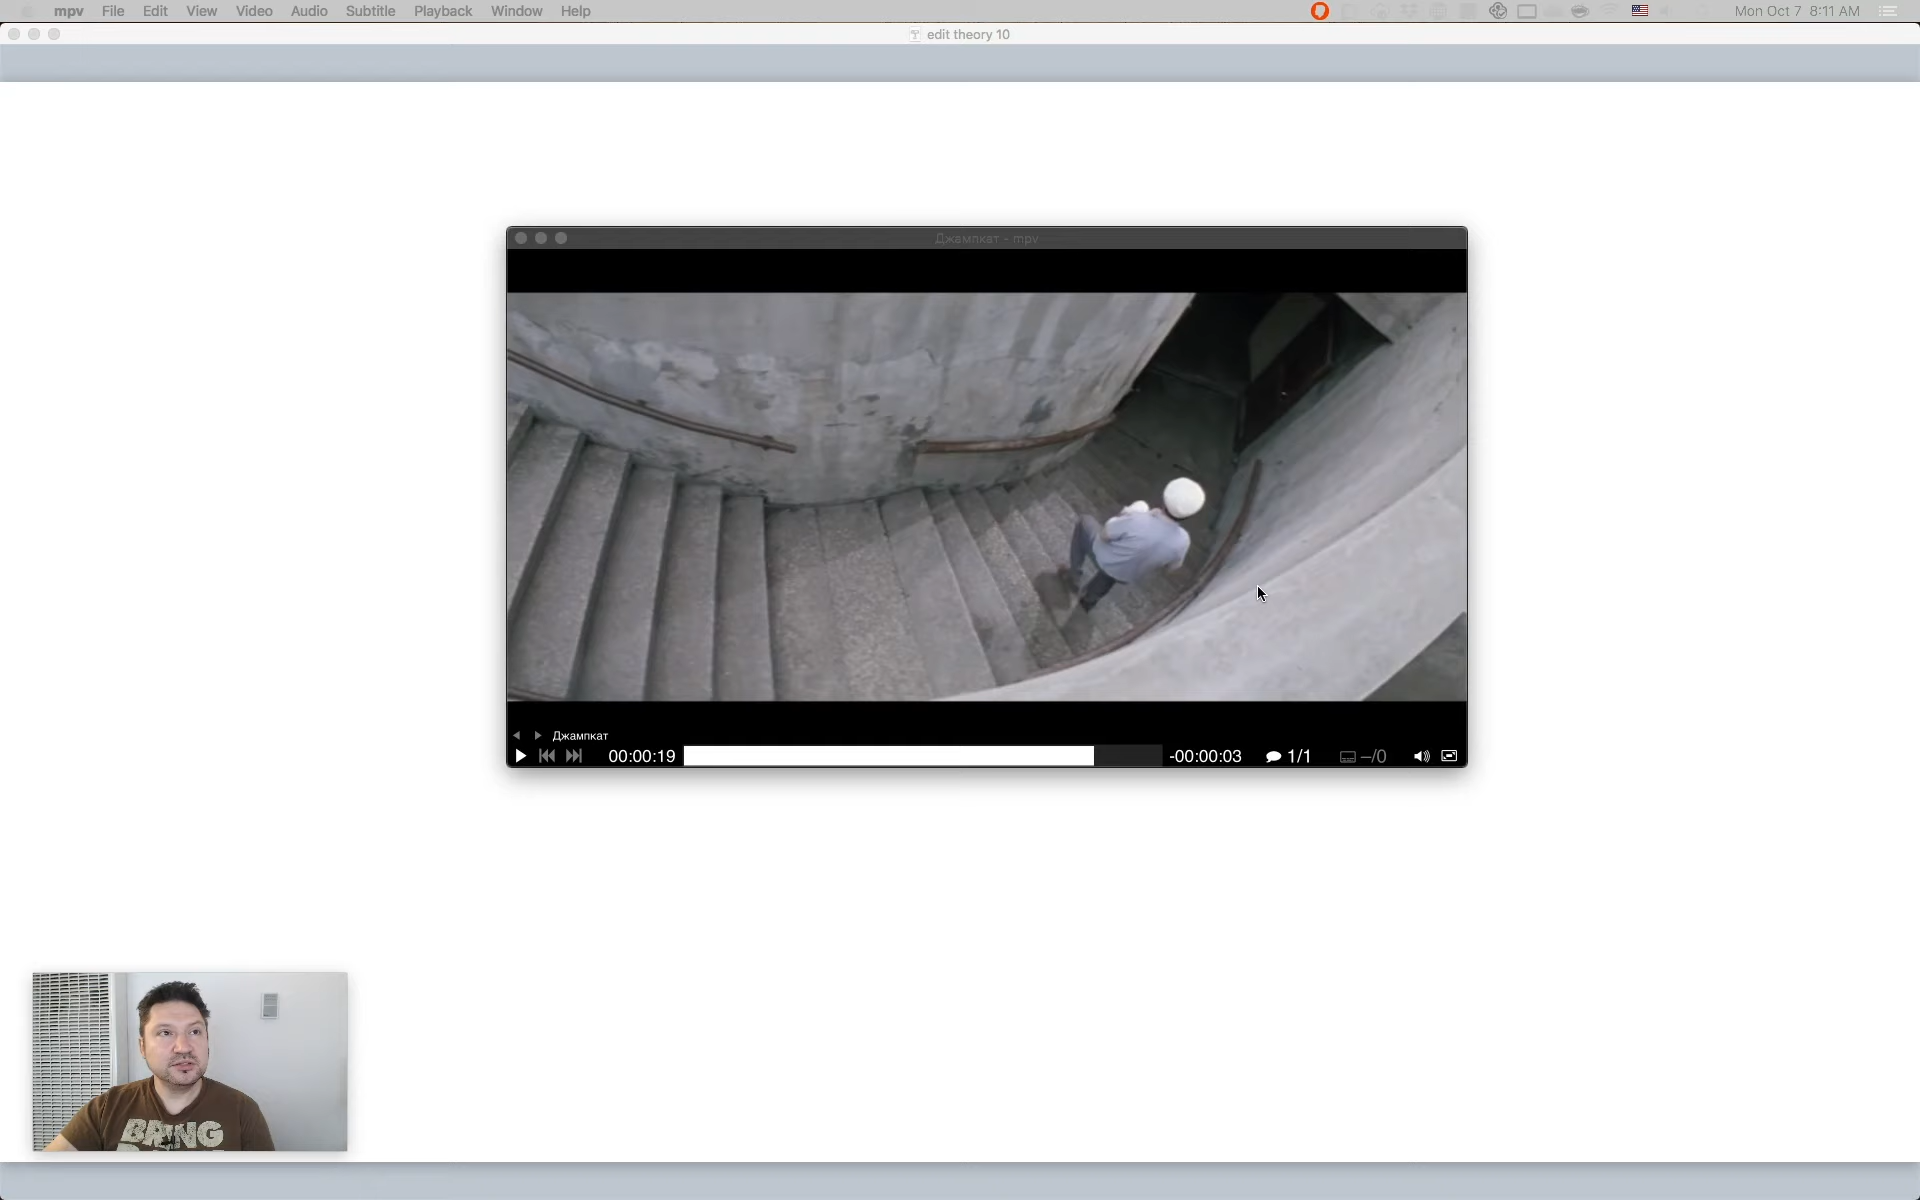 mpv File Edit View Video Audio Subtitle Playback Window Help Mon Oct 7 8:11 AM
edit theory 10
Джампкат - mpv
Джампкат
00:00:19 -00:00:03 1/1 –/0
BRING